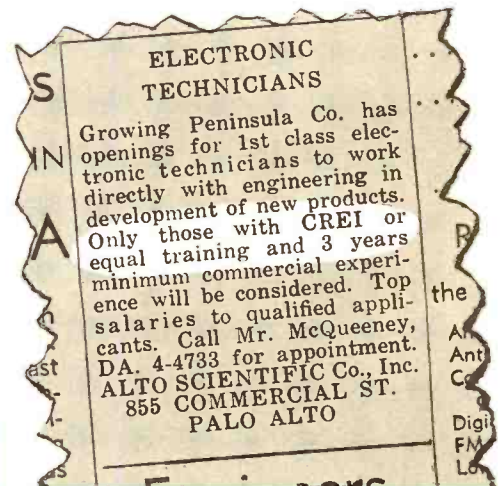 ELECTRONIC
TECHNICIANS
Growing Peninsula Co. has
openings for 1st class elec-
tronic technicians to work
directly with engineering in
development of new products.
Only those with CREI or
equal training and 3 years
minimum commercial experi-
ence will be considered. Top
salaries to qualified appli-
cants. Call Mr. McQueeney,
DA. 4-4733 for appointment.
ALTO SCIENTIFIC Co., Inc.
855 COMMERCIAL ST.
PALO ALTO
S
IN
A
ast
the
Ant
Digi
FM